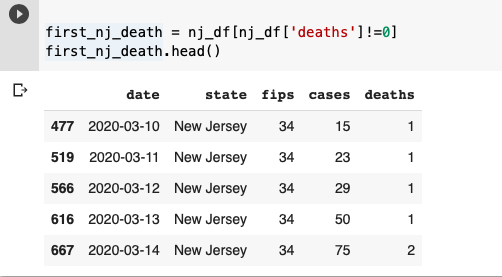 first_nj_death = nj_df[nj_df['deaths']!=0]
first_nj_death.head()
date state fips cases deaths
477 2020-03-10 New Jersey 34 15 1
519 2020-03-11 New Jersey 34 23 1
566 2020-03-12 New Jersey 34 29 1
616 2020-03-13 New Jersey 34 50 1
667 2020-03-14 New Jersey 34 75 2